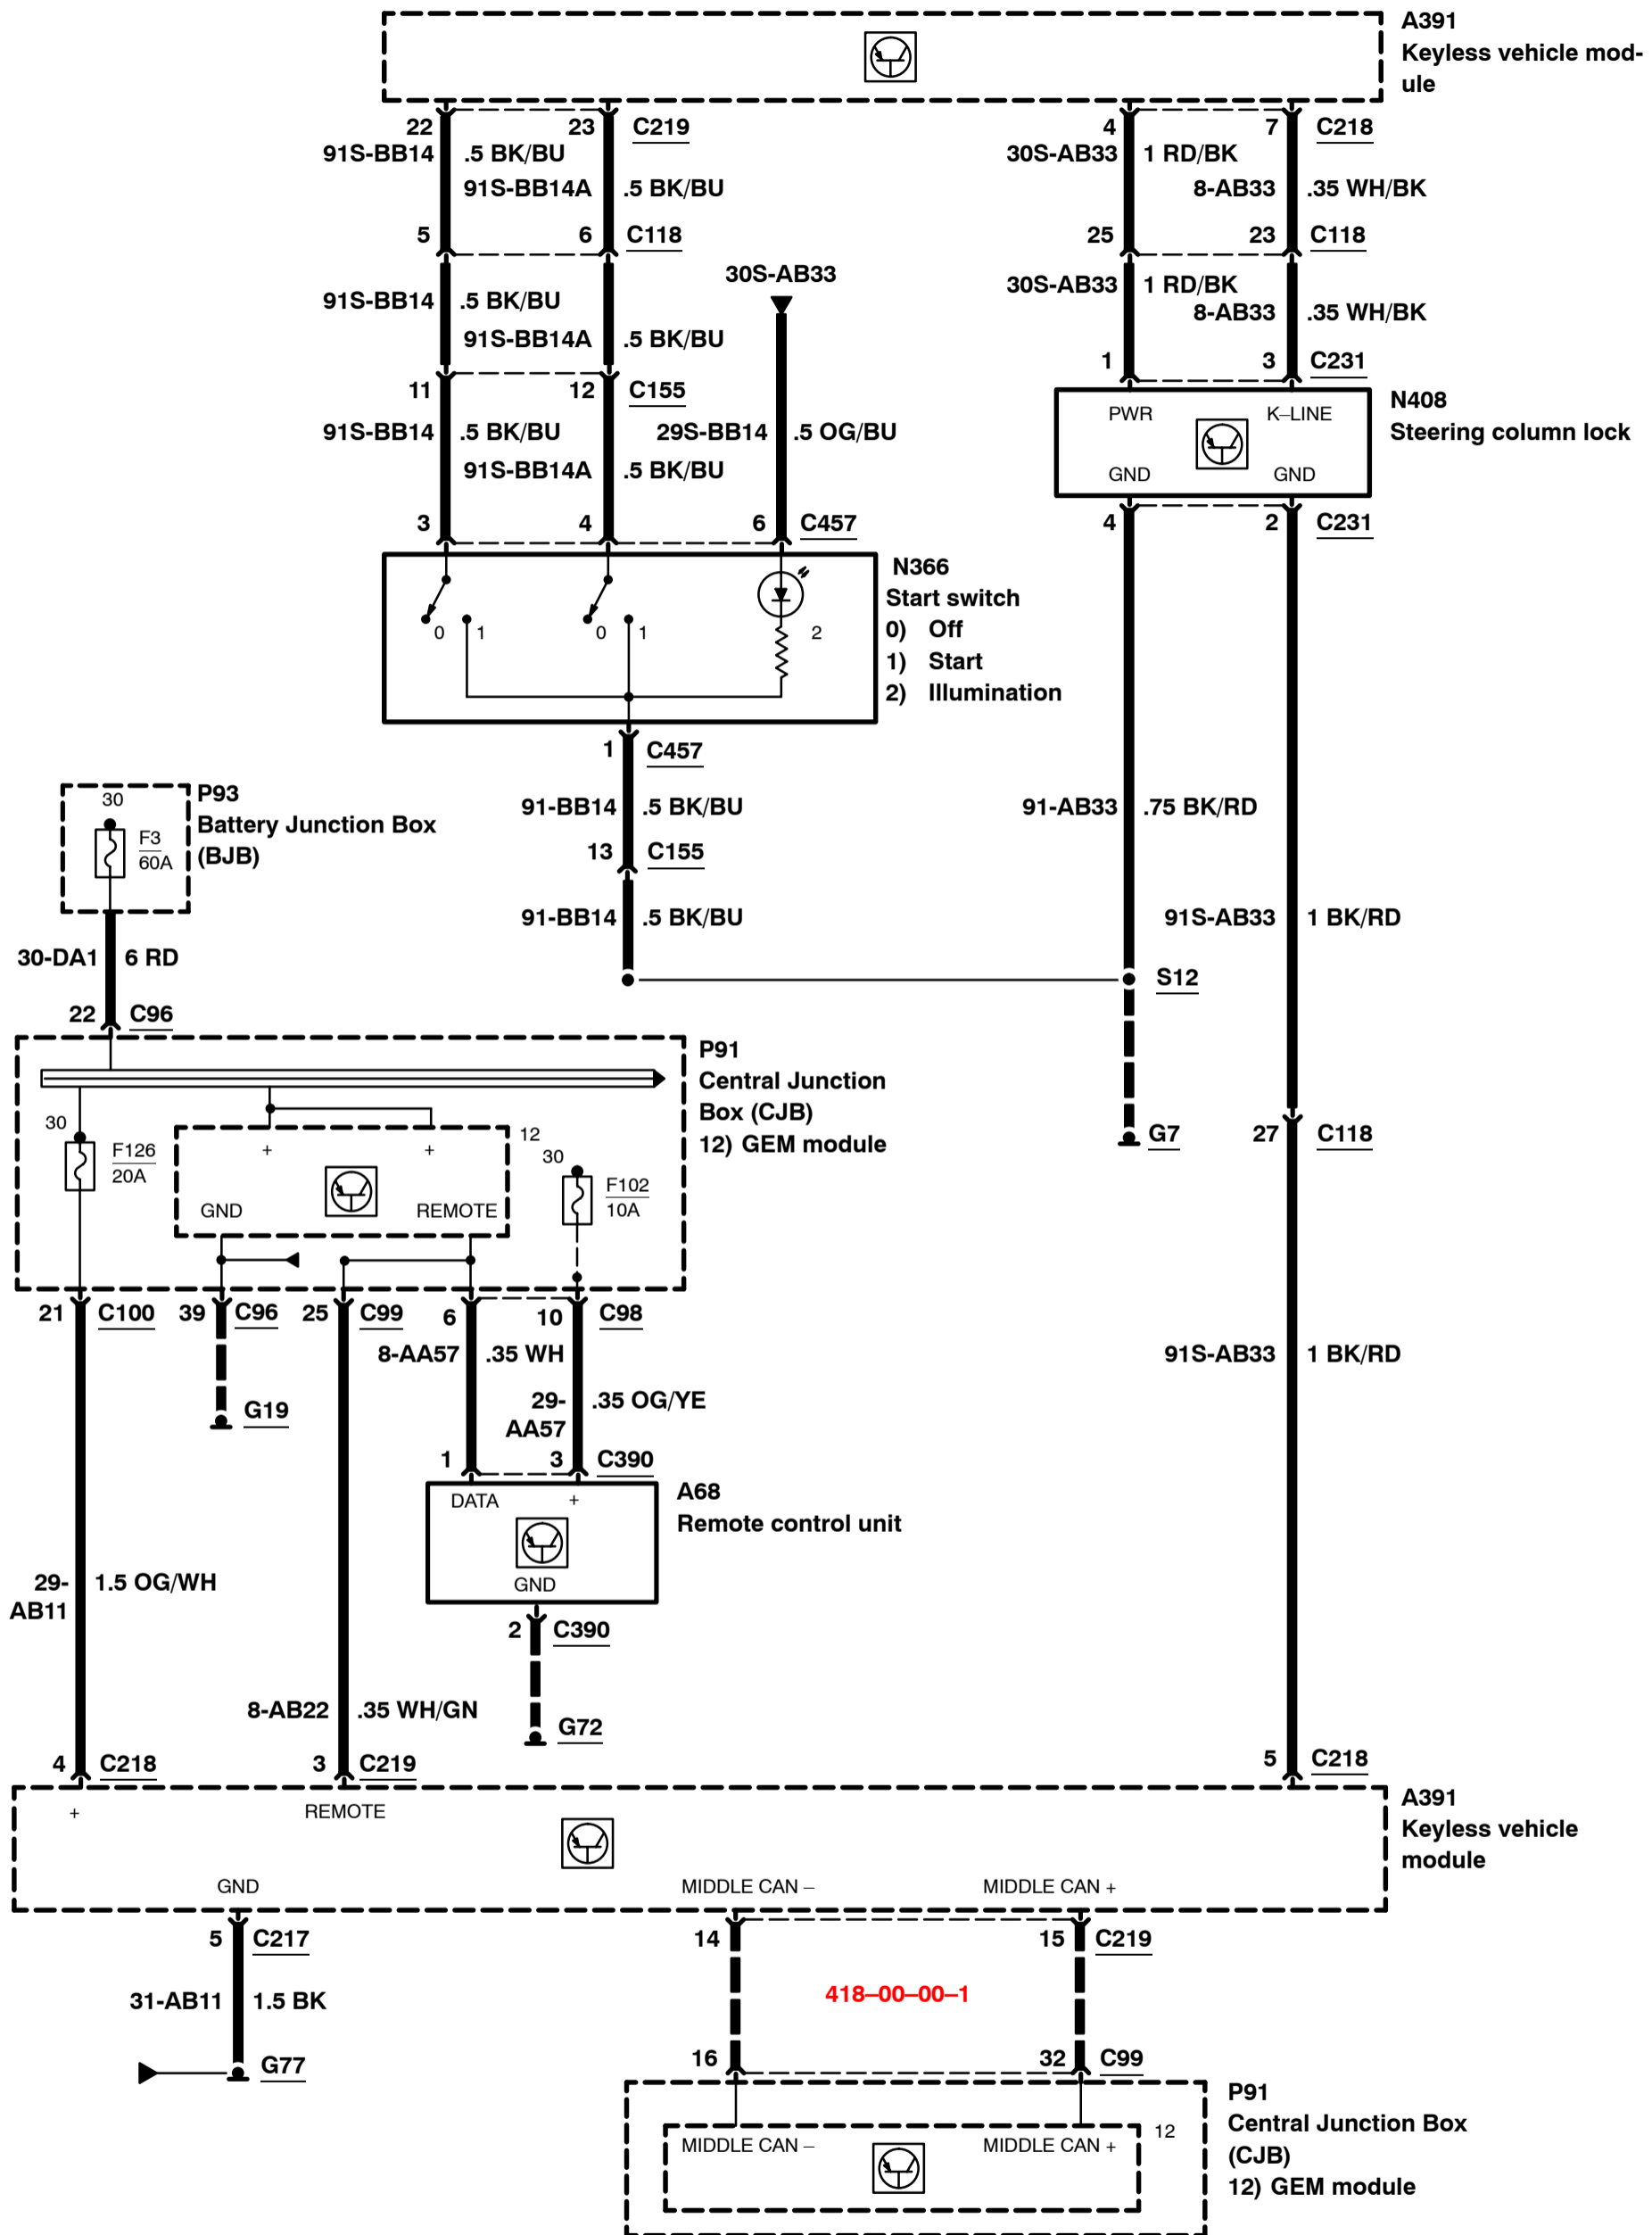 A391
Keyless vehicle mod-
ule
22 23 C219 4 7 C218
91S-BB14 .5 BK/BU 30S-AB33 1 RD/BK
91S-BB14A .5 BK/BU 8-AB33 .35 WH/BK
5 6 C118 25 23 C118
30S-AB33
30S-AB33 1 RD/BK
91S-BB14 .5 BK/BU 8-AB33 .35 WH/BK
91S-BB14A .5 BK/BU
1 3 C231
11 12 C155
N408
Steering column lock
PWR K–LINE
91S-BB14 .5 BK/BU 29S-BB14 .5 OG/BU
91S-BB14A .5 BK/BU
GND GND
3 4 6 C457 4 2 C231
N366
Start switch
0) Off
1) Start
2) Illumination
0 1 0 1 2
1 C457
P93
Battery Junction Box
(BJB)
30
F3
60A
91-BB14 .5 BK/BU 91-AB33 .75 BK/RD
13 C155
91-BB14 .5 BK/BU 91S-AB33 1 BK/RD
30-DA1 6 RD
S12
22 C96
P91
Central Junction
Box (CJB)
12) GEM module
30
F126
20A
+ +
12
30
F102
10A
GND REMOTE
G7 27 C118
21 C100 39 C96 25 C99 6 10 C98
8-AA57 .35 WH 91S-AB33 1 BK/RD
29-
AA57
.35 OG/YE
G19
1 3 C390
A68
Remote control unit
DATA +
GND
29-
AB11
1.5 OG/WH
2 C390
8-AB22 .35 WH/GN
G72
4 C218 3 C219 5 C218
A391
Keyless vehicle
module
+ REMOTE
GND MIDDLE CAN – MIDDLE CAN +
5 C217 14 15 C219
31-AB11 1.5 BK 418–00–00–1
G77 16 32 C99
P91
Central Junction Box
(CJB)
12) GEM module
MIDDLE CAN – MIDDLE CAN + 12